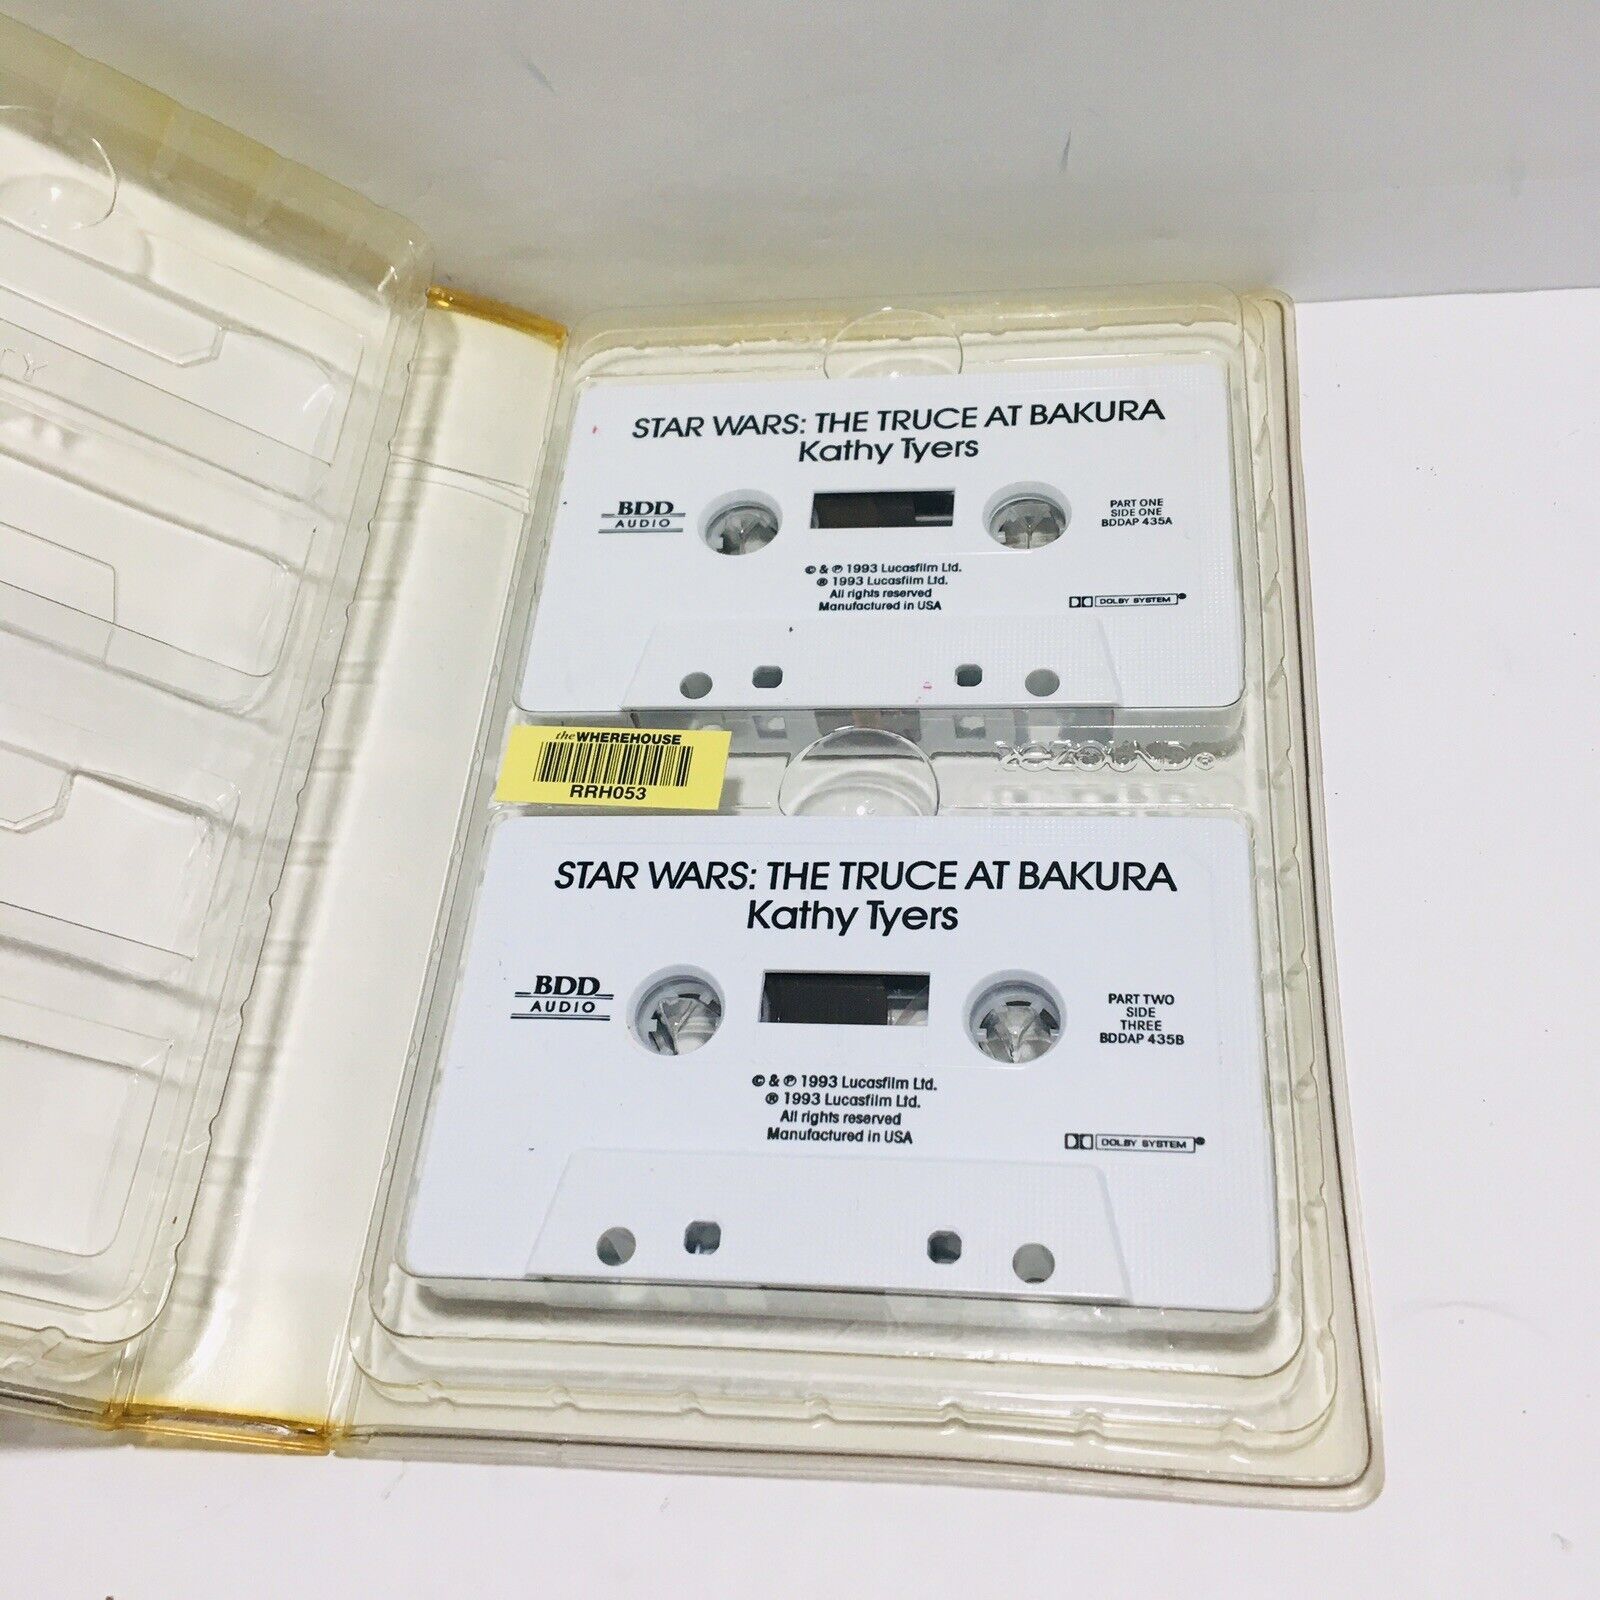 STAR WARS: THE TRUCE AT BAKURA
Kathy Tyers
BDD
AUDIO
PART ONE
SIDE ONE
BDDAP 435A
© & ℗ 1993 Lucasfilm Ltd.
® 1993 Lucasfilm Ltd.
All rights reserved
Manufactured in USA
DOLBY SYSTEM®
theWHEREHOUSE
RRH053
STAR WARS: THE TRUCE AT BAKURA
Kathy Tyers
BDD
AUDIO
PART TWO
SIDE
THREE
BDDAP 435B
© & ℗ 1993 Lucasfilm Ltd.
® 1993 Lucasfilm Ltd.
All rights reserved
Manufactured in USA
DOLBY SYSTEM®